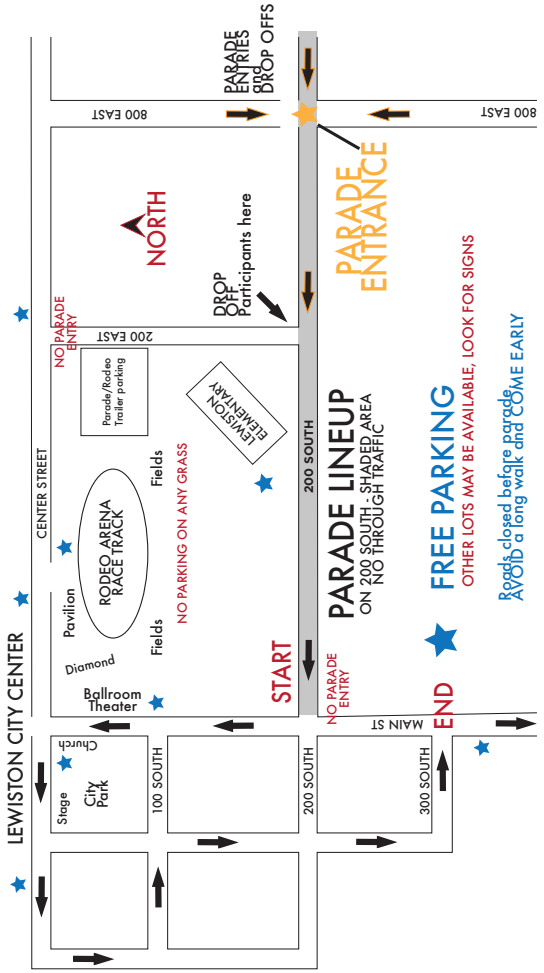 LEWISTON CITY CENTER
CENTER STREET
NO PARADE
ENTRY
800 EAST
PARADE
ENTRIES
and
DROP OFFS
Stage
Church
City
Park
Ballroom
Theater
Diamond
Pavilion
Fields
RODEO ARENA
RACE TRACK
Fields
Parade/Rodeo
Trailer parking
200 EAST
NORTH
NO PARKING ON ANY GRASS
LEWISTON
ELEMENTARY
DROP
OFF
Participants here
100 SOUTH
START
200 SOUTH
200 SOUTH
NO PARADE
ENTRY
PARADE LINEUP
ON 200 SOUTH - SHADED AREA
NO THROUGH TRAFFIC
PARADE
ENTRANCE
300 SOUTH
MAIN ST
END
FREE PARKING
OTHER LOTS MAY BE AVAILABLE, LOOK FOR SIGNS
Roads closed before parade,
AVOID a long walk and COME EARLY
800 EAST